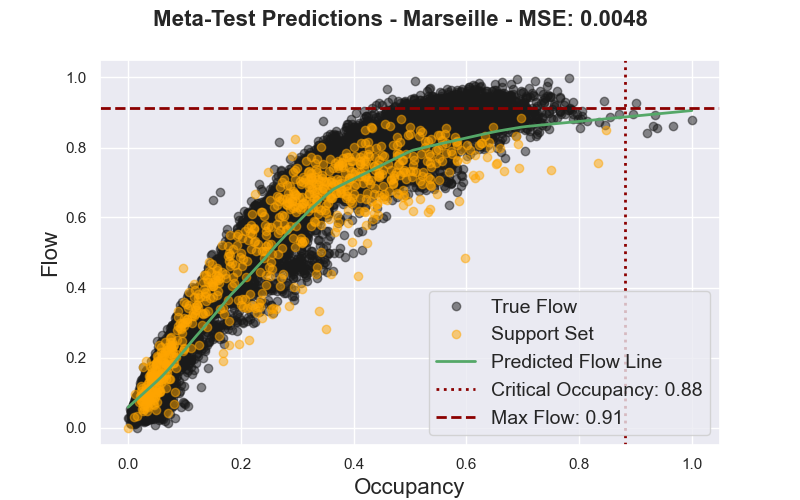 Meta-Test Predictions - Marseille - MSE: 0.0048
Flow
1.0
0.8
0.6
0.4
0.2
0.0
True Flow
Support Set
Predicted Flow Line
Critical Occupancy: 0.88
Max Flow: 0.91
0.0 0.2 0.4 0.6 0.8 1.0
Occupancy